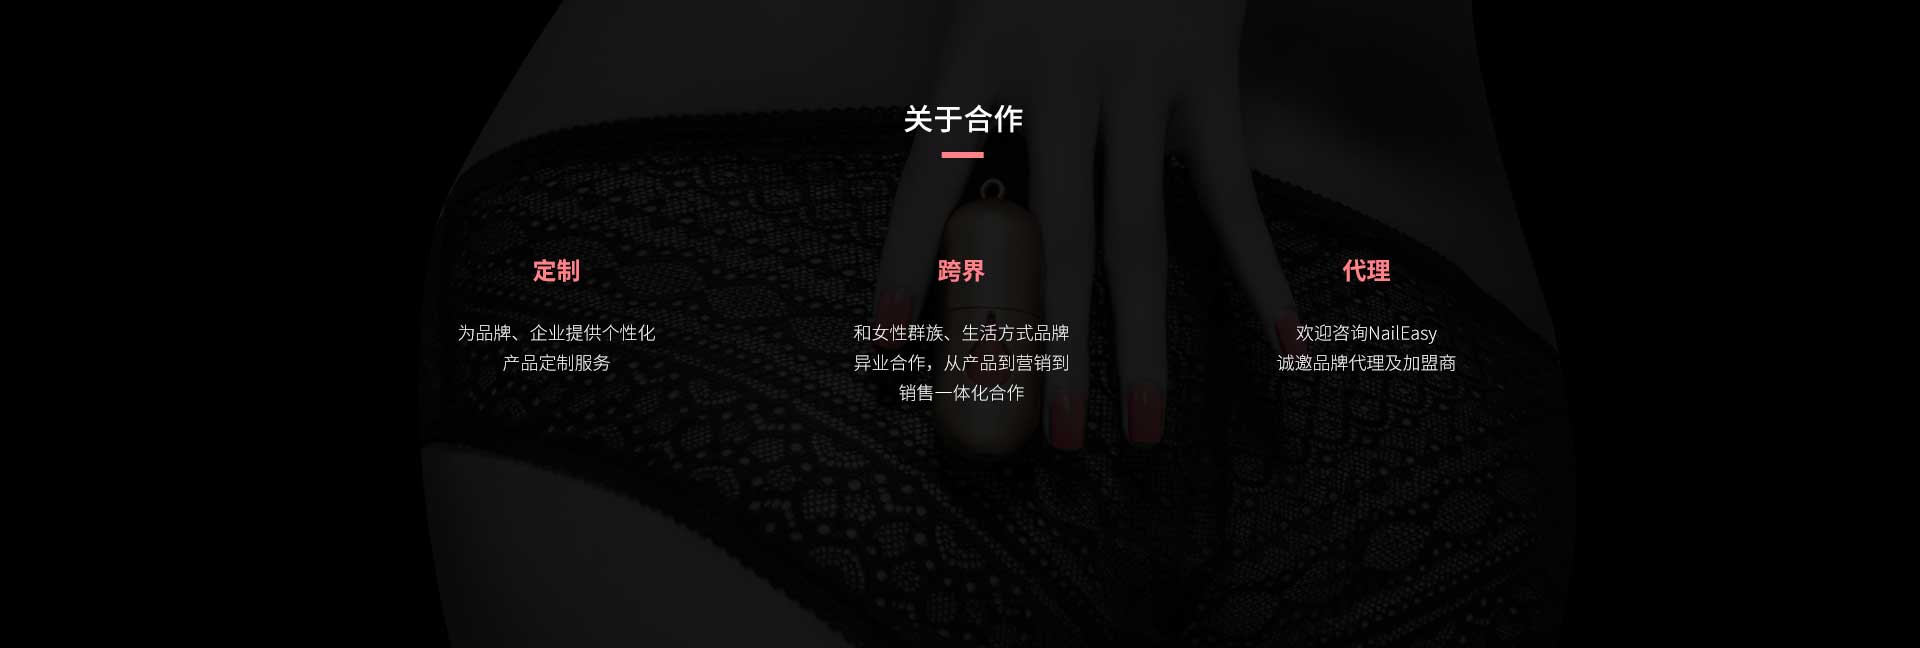 关于合作
定制
为品牌、企业提供个性化
产品定制服务
跨界
和女性群族、生活方式品牌
异业合作，从产品到营销到
销售一体化合作
代理
欢迎咨询NailEasy
诚邀品牌代理及加盟商